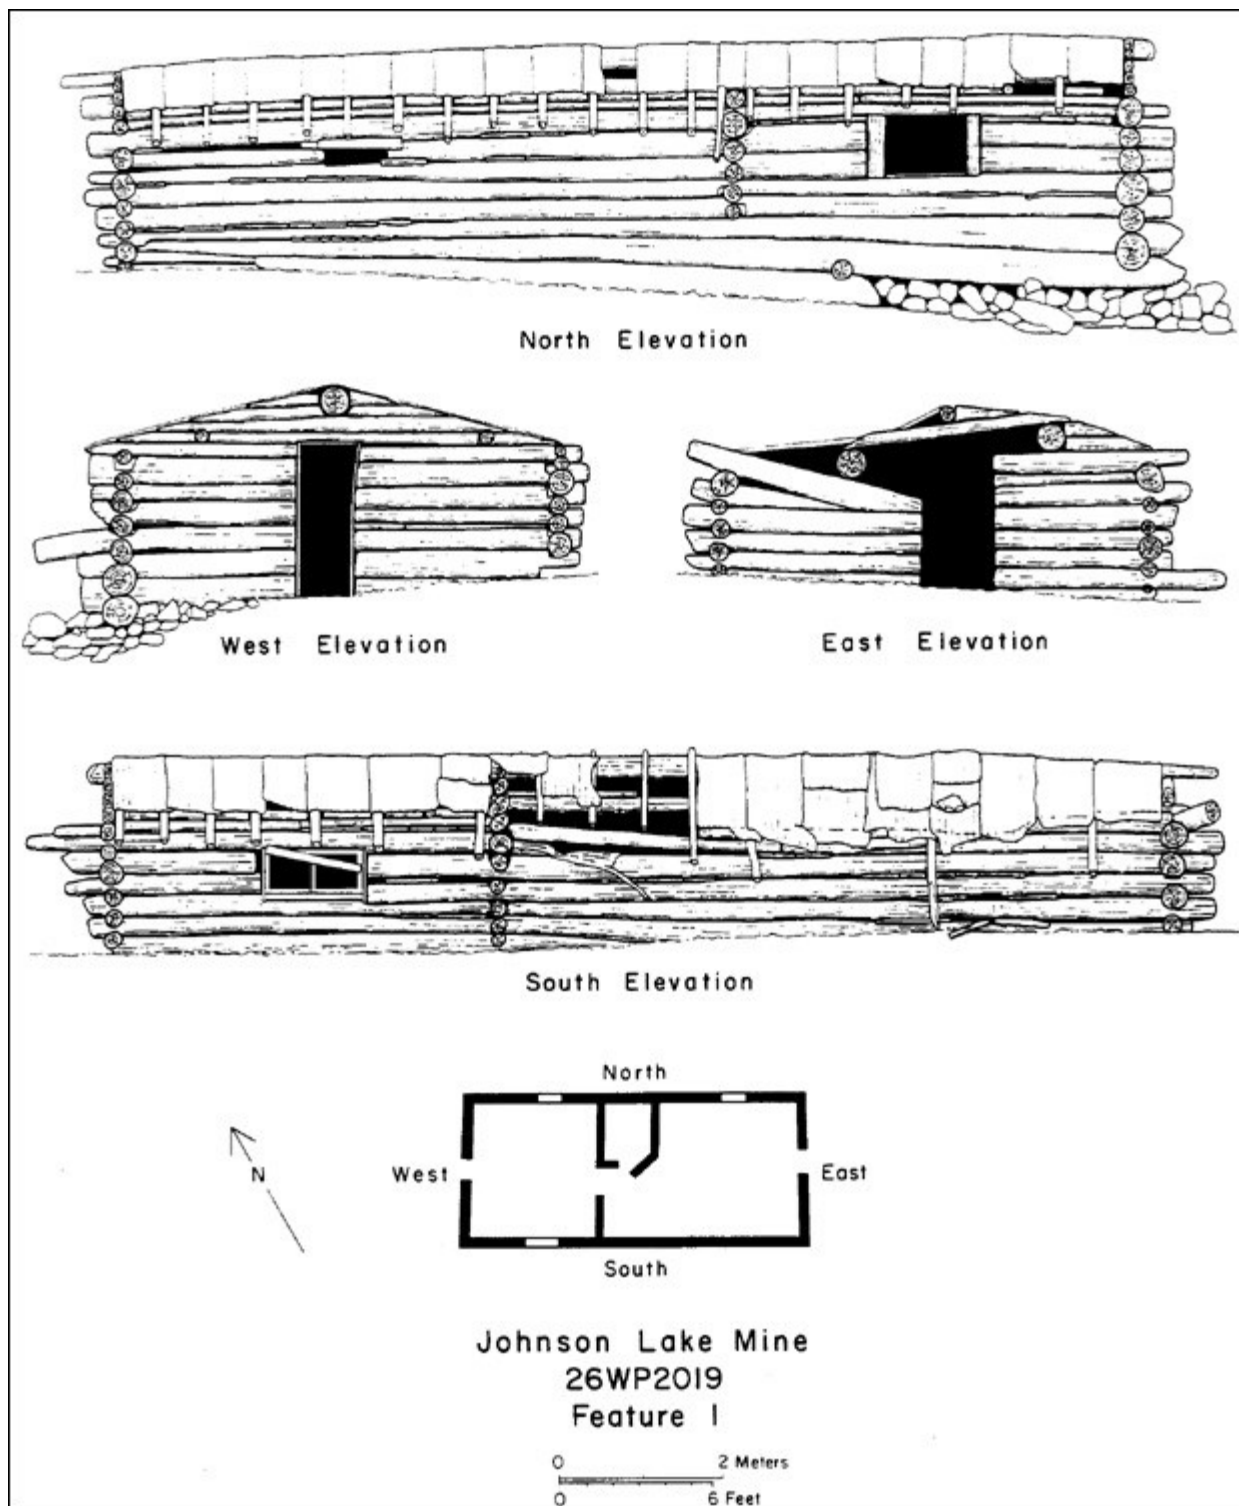 North Elevation
West Elevation
East Elevation
South Elevation
North
N
West
East
South
Johnson Lake Mine
26WP2019
Feature 1
0 2 Meters
0 6 Feet